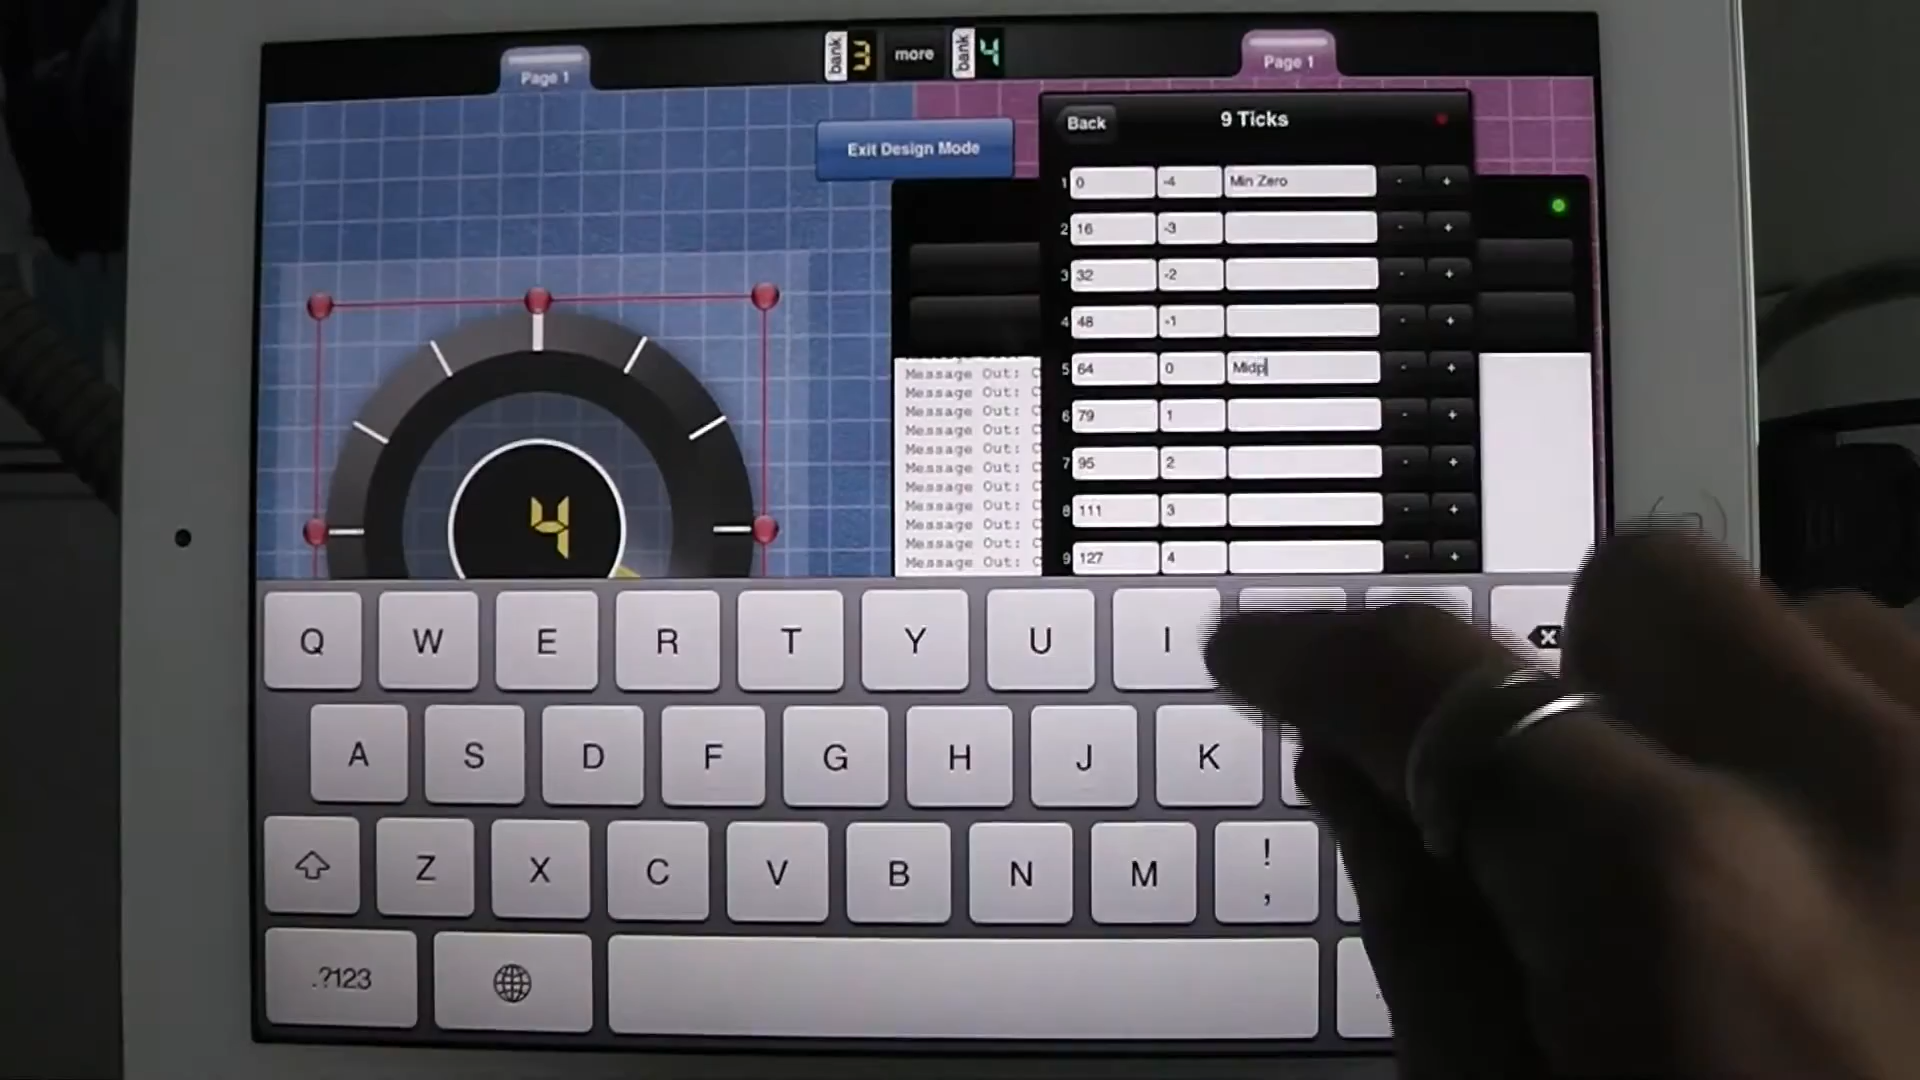 Page 1
bank 3 more bank 4
Page 1
Exit Design Mode
Back
9 Ticks
1 0 -4 Min Zero - +
2 16 -3 - +
3 32 -2 - +
4 48 -1 - +
5 64 0 Midp - +
6 79 1 - +
7 95 2 - +
8 111 3 - +
9 127 4 - +
Message Out: C
Message Out: C
Message Out: C
Message Out: C
Message Out: C
Message Out: C
Message Out: C
Message Out: C
Message Out: C
Message Out: C
Message Out: C
4
Q W E R T Y U I
A S D F G H J K
Z X C V B N M ! ,
.?123